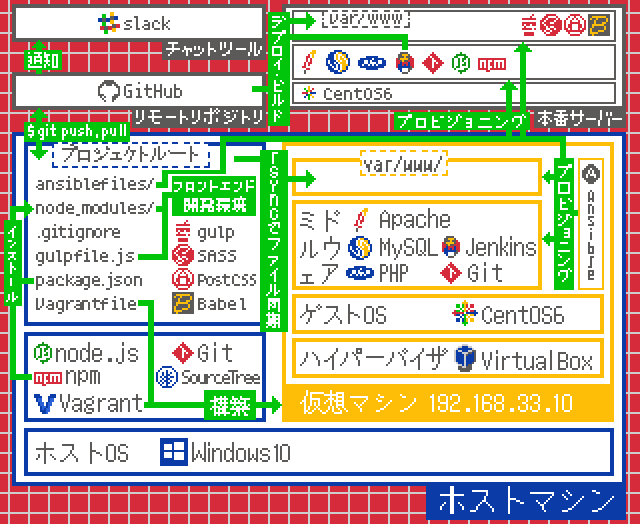 slack
チャットツール
通知
GitHub
リモートリポジトリ
$git push,pull
デプロイ・ビルド
var/www
CentOS6
プロビジョニング
本番サーバー
プロジェクトルート
ansiblefiles/
node_modules/
.gitignore
gulpfile.js
package.json
Vagrantfile
インストール
フロントエンド
開発環境
gulp
SASS
PostCSS
Babel
rsyncでファイル同期
var/www/
プロビジョニング
Ansible
ミドルウェア
Apache
MySQL
Jenkins
PHP
Git
ゲストOS
CentOS6
ハイパーバイザ
VirtualBox
仮想マシン 192.168.33.10
node.js
Git
npm
SourceTree
Vagrant
構築
ホストOS
Windows10
ホストマシン